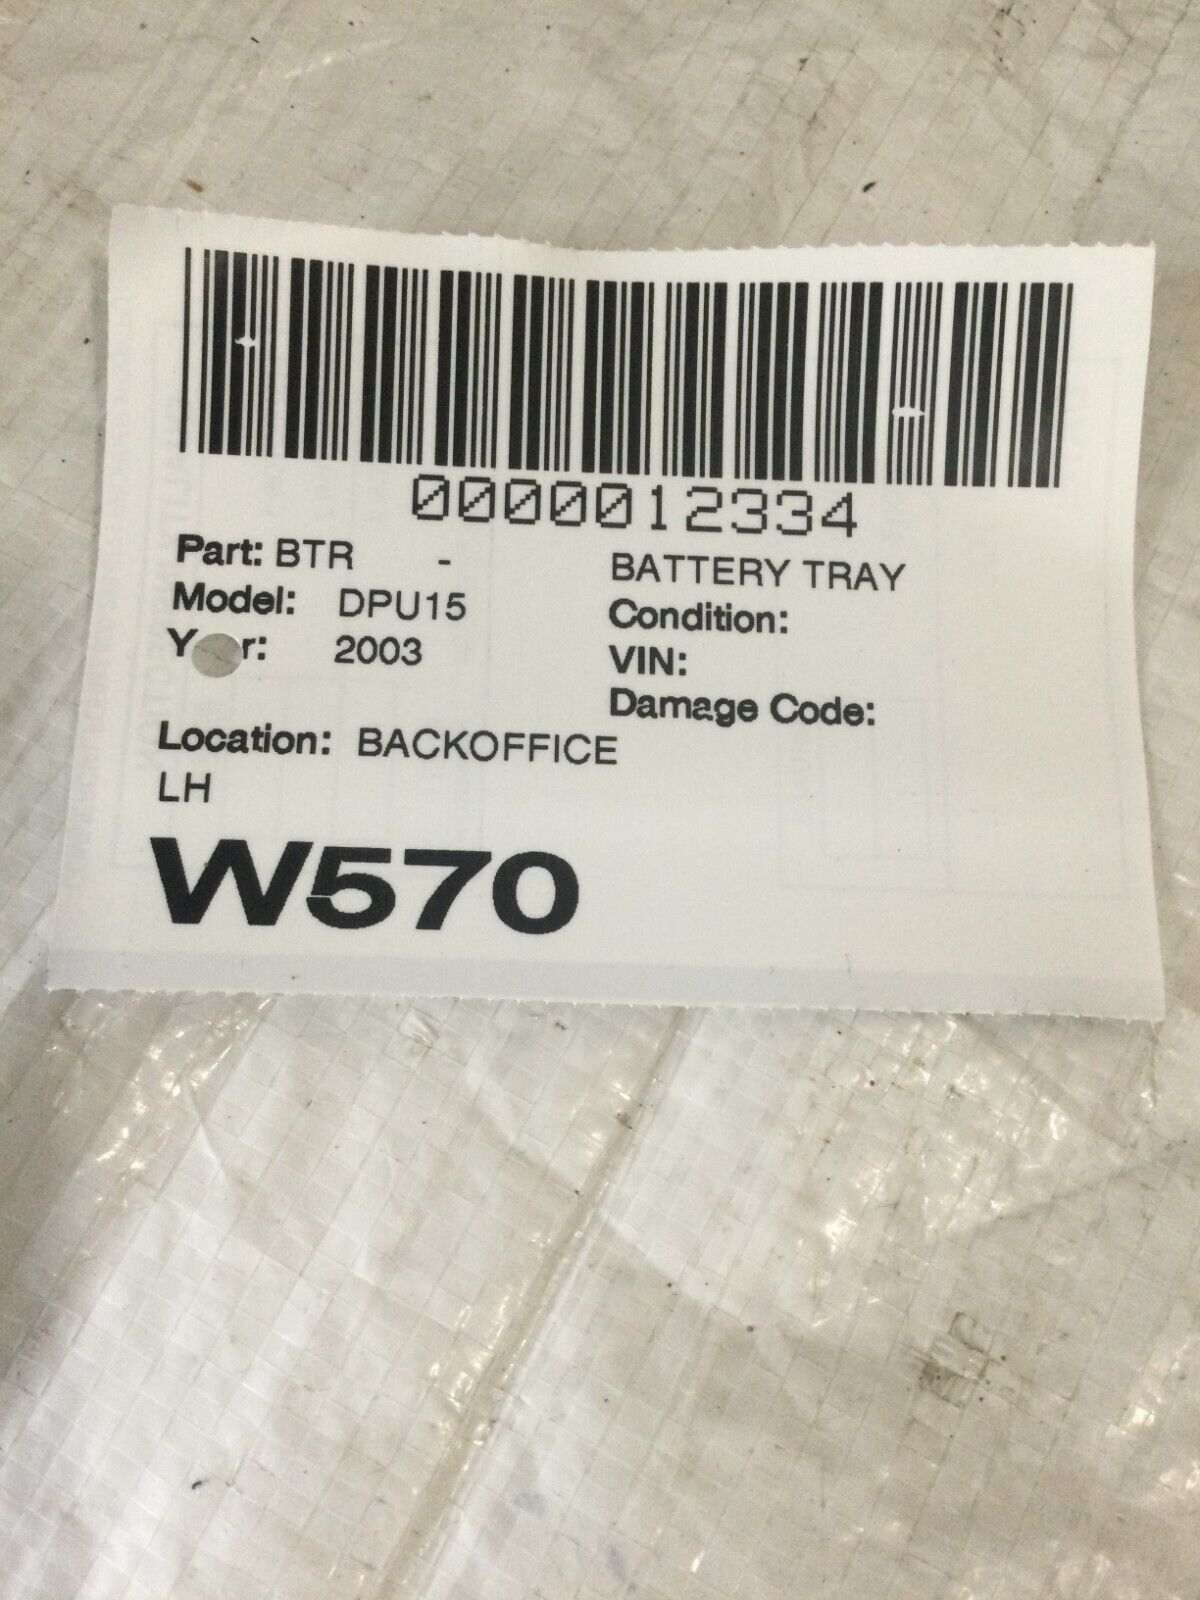 0000012334
Part: BTR - BATTERY TRAY
Model: DPU15 Condition:
Y r: 2003 VIN:
Damage Code:
Location: BACKOFFICE
LH
W570